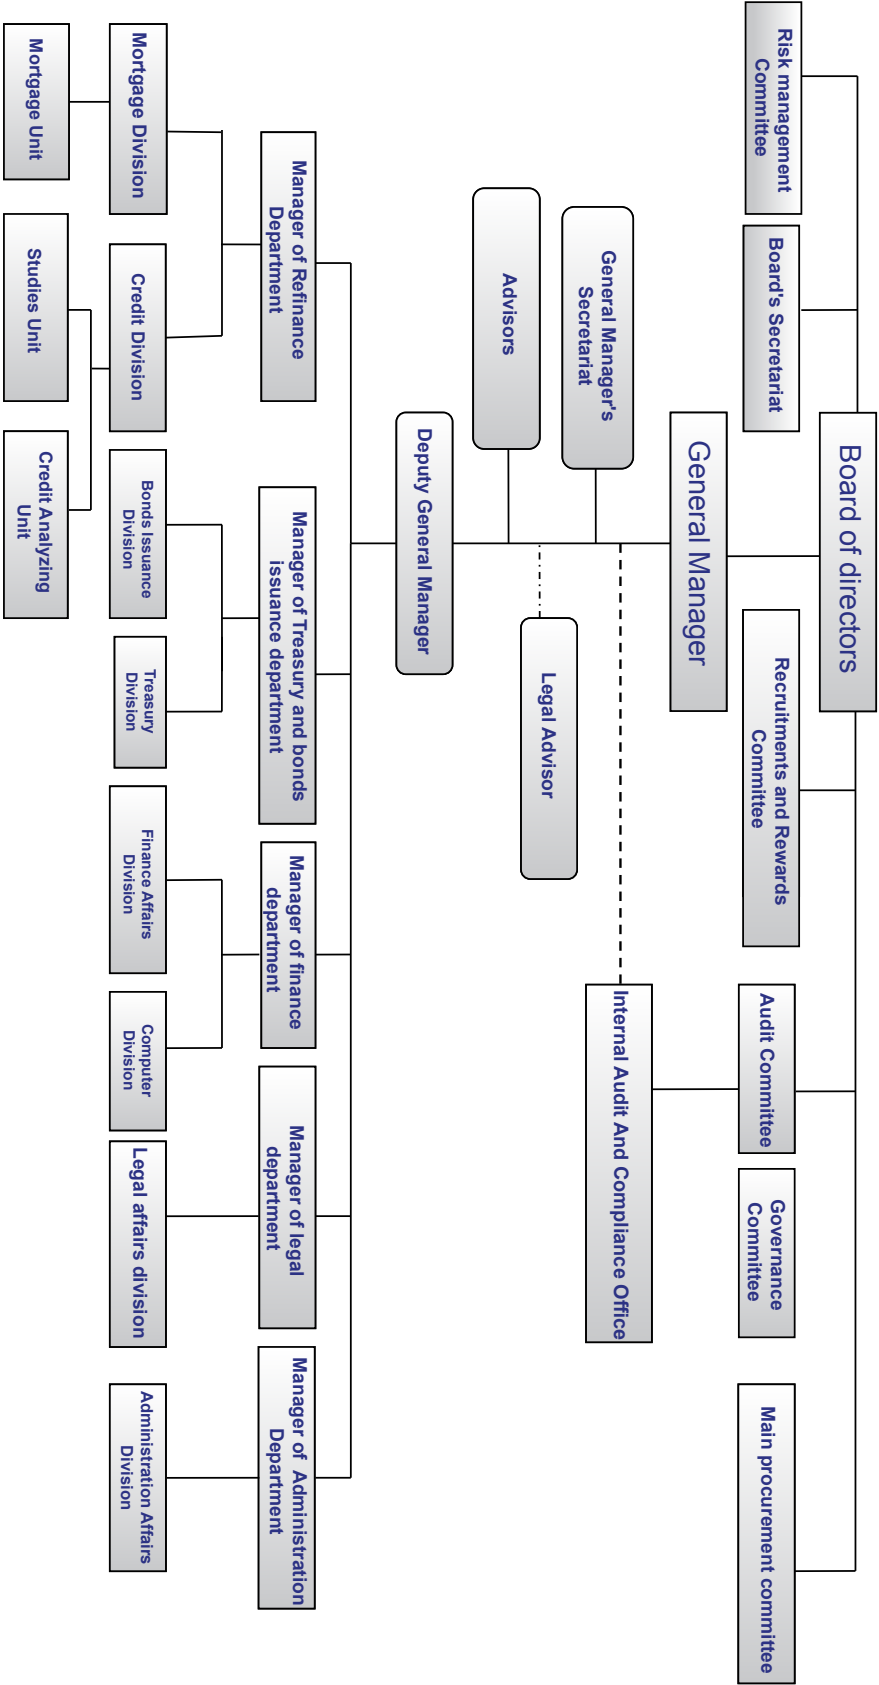 Board of directors
Risk management
Committee
Board's Secretariat
Recruitments and Rewards
Committee
Audit Committee
Governance
Committee
Main procurement committee
General Manager
Internal Audit And Compliance Office
General Manager's
Secretariat
Legal Advisor
Advisors
Deputy General Manager
Manager of Refinance
Department
Manager of Treasury and bonds
issuance department
Manager of finance
department
Manager of legal
department
Manager of Administration
Department
Mortgage Division
Credit Division
Bonds Issuance
Division
Treasury
Division
Finance Affairs
Division
Computer
Division
Legal affairs division
Administration Affairs
Division
Mortgage Unit
Studies Unit
Credit Analyzing
Unit